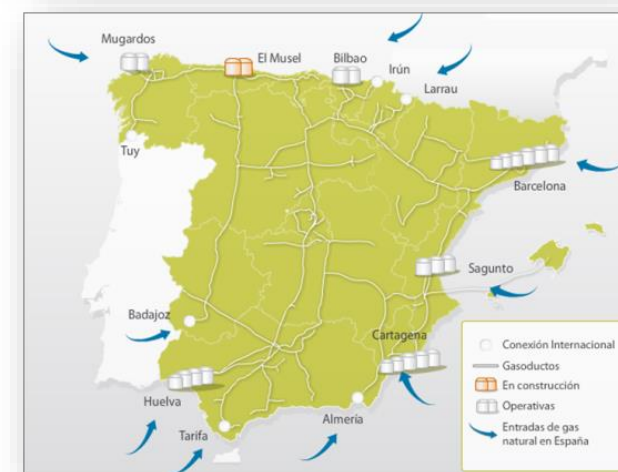 Mugardos
El Musel
Bilbao
Irún
Larrau
Tuy
Barcelona
Sagunto
Badajoz
Cartagena
Huelva
Tarifa
Almería
Conexión Internacional
Gasoductos
En construcción
Operativas
Entradas de gas
natural en España